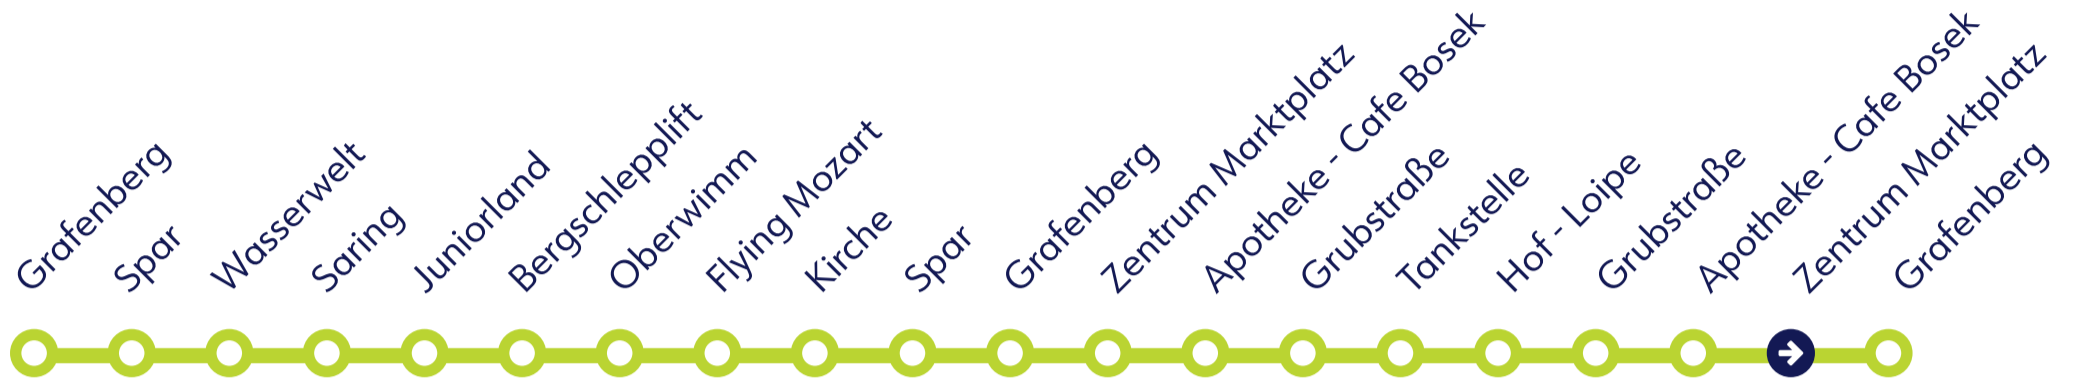 Grafenberg
Spar
Wasserwelt
Saring
Juniorland
Bergschlepplift
Oberwimm
Flying Mozart
Kirche
Spar
Grafenberg
Zentrum Marktplatz
Apotheke - Cafe Bosek
Grubstraße
Tankstelle
Hof - Loipe
Grubstraße
Apotheke - Cafe Bosek
Zentrum Marktplatz
Grafenberg